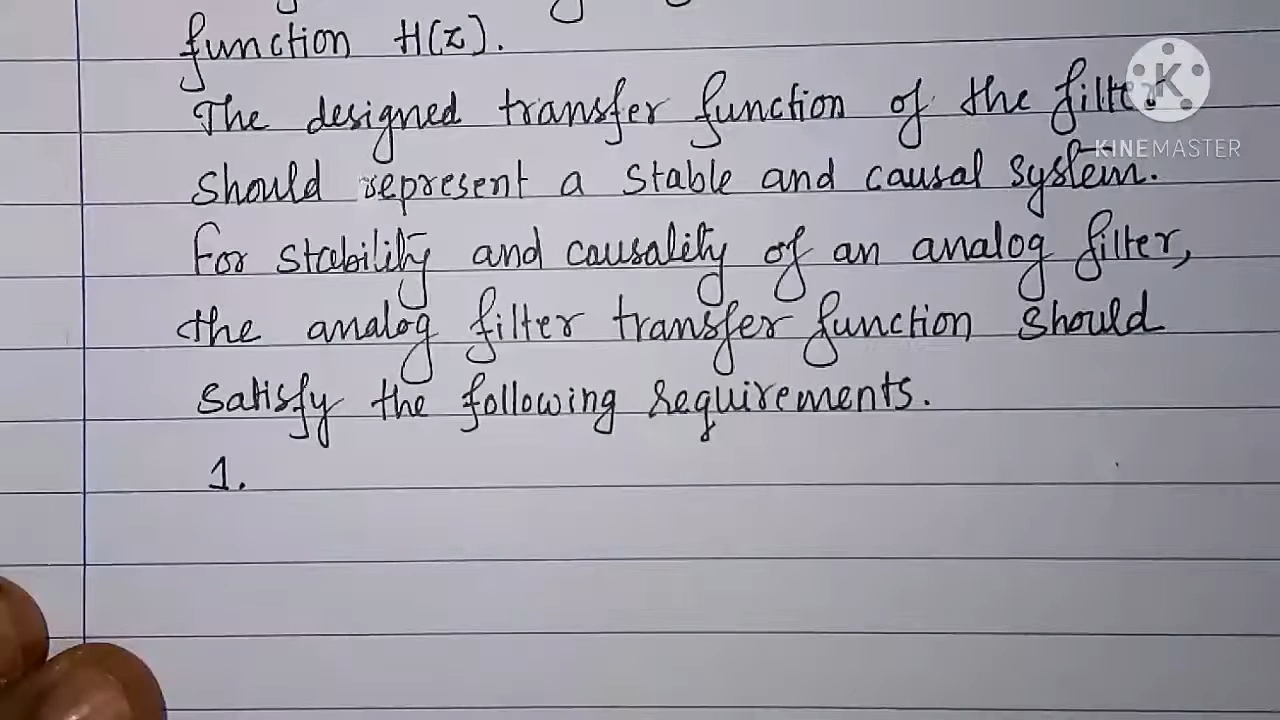 function H(z).
The designed transfer function of the filter
should represent a stable and causal system.
For stability and causality of an analog filter,
the analog filter transfer function should
satisfy the following requirements.
1.
K
KINEMASTER